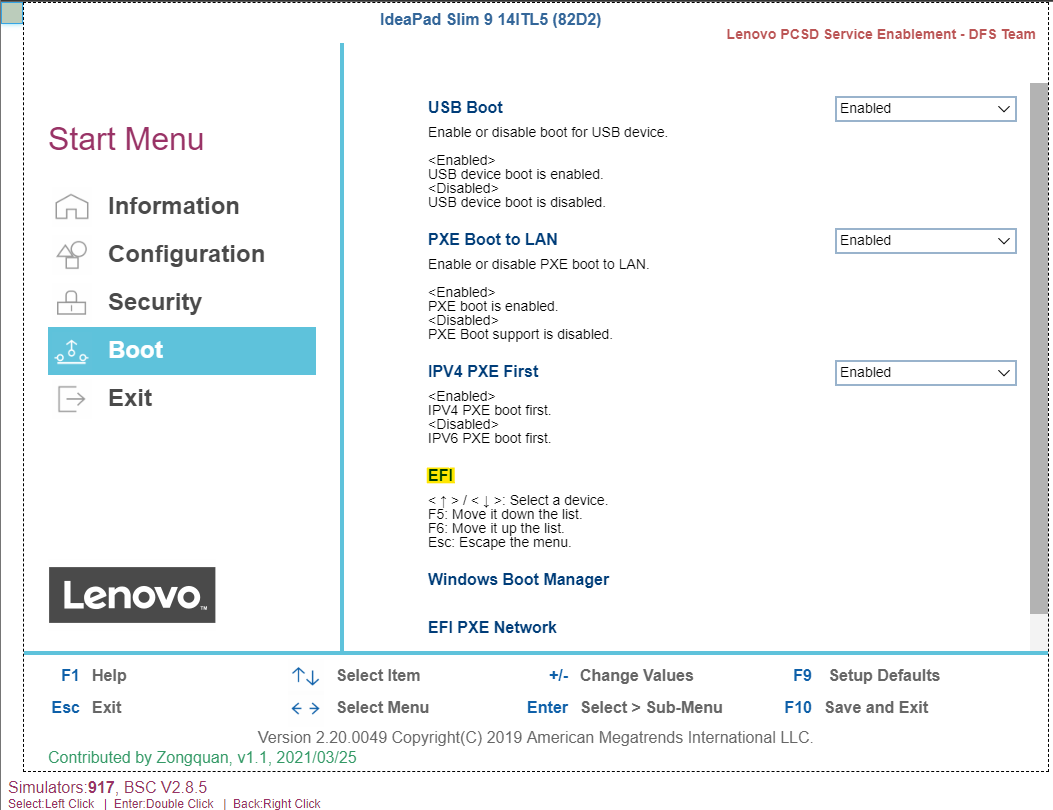 IdeaPad Slim 9 14ITL5 (82D2)
Lenovo PCSD Service Enablement - DFS Team
Start Menu
Information
Configuration
Security
Boot
Exit
Lenovo™
USB Boot
Enabled
Enable or disable boot for USB device.
<Enabled>
USB device boot is enabled.
<Disabled>
USB device boot is disabled.
PXE Boot to LAN
Enabled
Enable or disable PXE boot to LAN.
<Enabled>
PXE boot is enabled.
<Disabled>
PXE Boot support is disabled.
IPV4 PXE First
Enabled
<Enabled>
IPV4 PXE boot first.
<Disabled>
IPV6 PXE boot first.
EFI
< ↑ > / < ↓ >: Select a device.
F5: Move it down the list.
F6: Move it up the list.
Esc: Escape the menu.
Windows Boot Manager
EFI PXE Network
F1 Help ↑↓ Select Item +/- Change Values F9 Setup Defaults
Esc Exit ← → Select Menu Enter Select > Sub-Menu F10 Save and Exit
Version 2.20.0049 Copyright(C) 2019 American Megatrends International LLC.
Contributed by Zongquan, v1.1, 2021/03/25
Simulators:917, BSC V2.8.5
Select:Left Click | Enter:Double Click | Back:Right Click